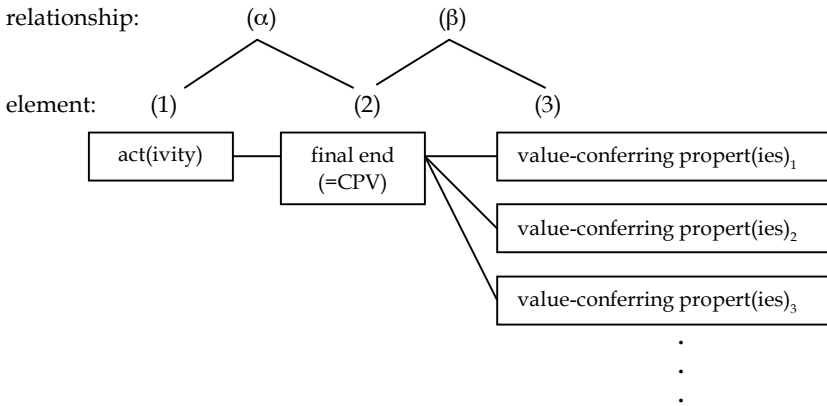 relationship: (α) (β)
element: (1) (2) (3)
act(ivity)
final end
(=CPV)
value-conferring propert(ies)₁
value-conferring propert(ies)₂
value-conferring propert(ies)₃
.
.
.